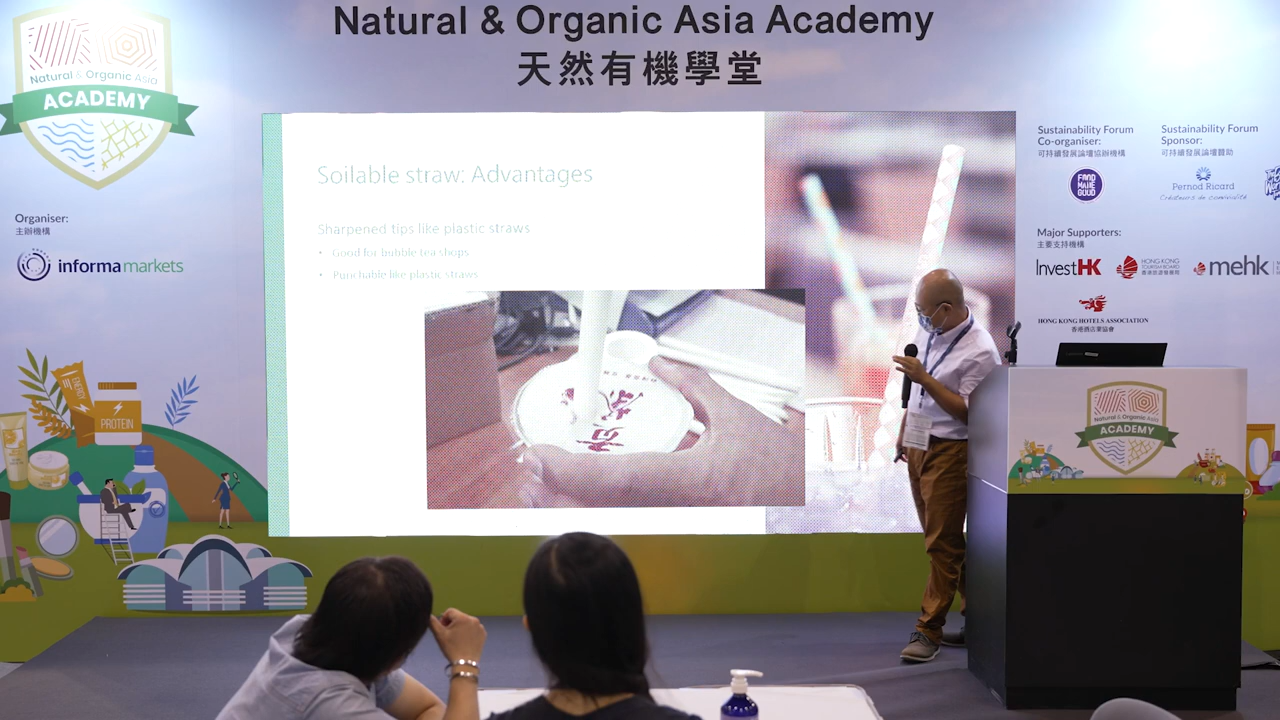 Natural & Organic Asia Academy
天然有機學堂
Natural & Organic Asia
ACADEMY
Organiser:
主辦機構
informa markets
ENERGY
PROTEIN
Soilable straw: Advantages
Sharpened tips like plastic straws
• Good for bubble tea shops
• Punchable like plastic straws
Sustainability Forum
Co-organiser:
可持續發展論壇協辦機構
FOOD
MADE
GOOD
Sustainability Forum
Sponsor:
可持續發展論壇贊助
Pernod Ricard
Créateurs de convivialité
Major Supporters:
主要支持機構
InvestHK
HONG KONG
TOURISM BOARD
香港旅遊發展局
mehk
HONG KONG HOTELS ASSOCIATION
香港酒店業協會
Natural & Organic Asia
ACADEMY